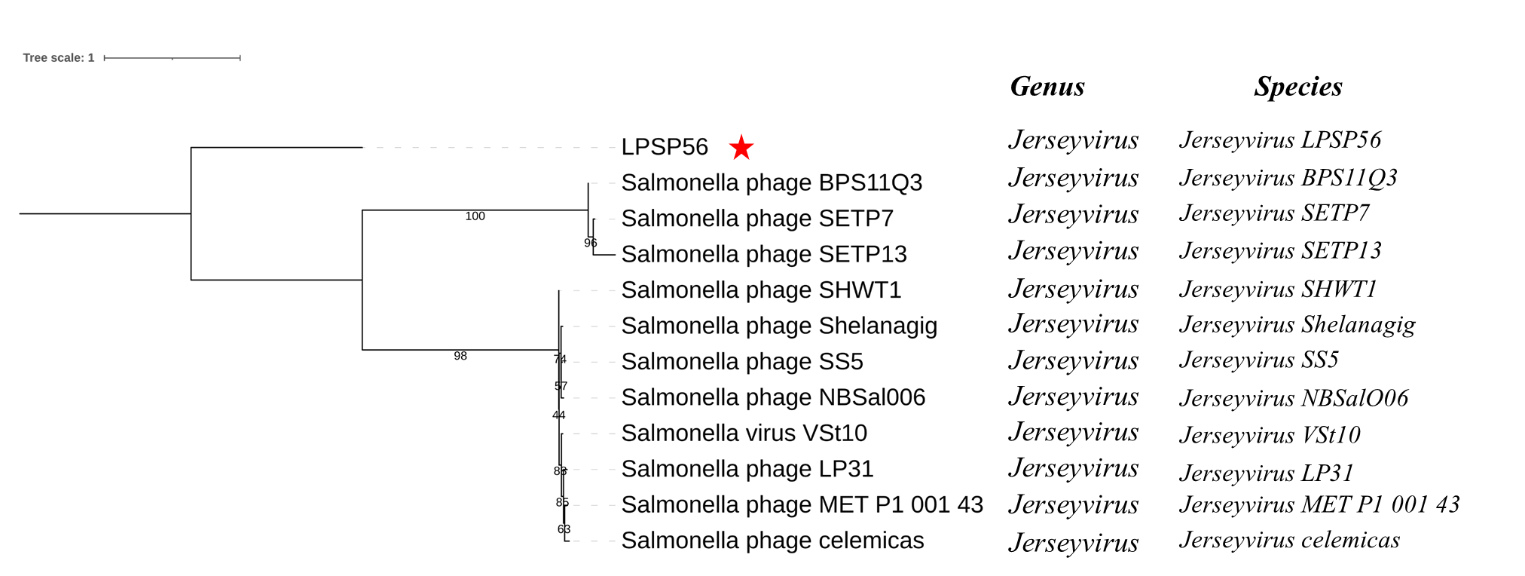 Tree scale: 1
Genus Species
LPSP56 Jerseyvirus Jerseyvirus LPSP56
Salmonella phage BPS11Q3 Jerseyvirus Jerseyvirus BPS11Q3
100
Salmonella phage SETP7 Jerseyvirus Jerseyvirus SETP7
96
Salmonella phage SETP13 Jerseyvirus Jerseyvirus SETP13
Salmonella phage SHWT1 Jerseyvirus Jerseyvirus SHWT1
Salmonella phage Shelanagig Jerseyvirus Jerseyvirus Shelanagig
98
74
Salmonella phage SS5 Jerseyvirus Jerseyvirus SS5
57
Salmonella phage NBSal006 Jerseyvirus Jerseyvirus NBSalO06
44
Salmonella virus VSt10 Jerseyvirus Jerseyvirus VSt10
Salmonella phage LP31 Jerseyvirus Jerseyvirus LP31
Salmonella phage MET P1 001 43 Jerseyvirus Jerseyvirus MET P1 001 43
63
Salmonella phage celemicas Jerseyvirus Jerseyvirus celemicas